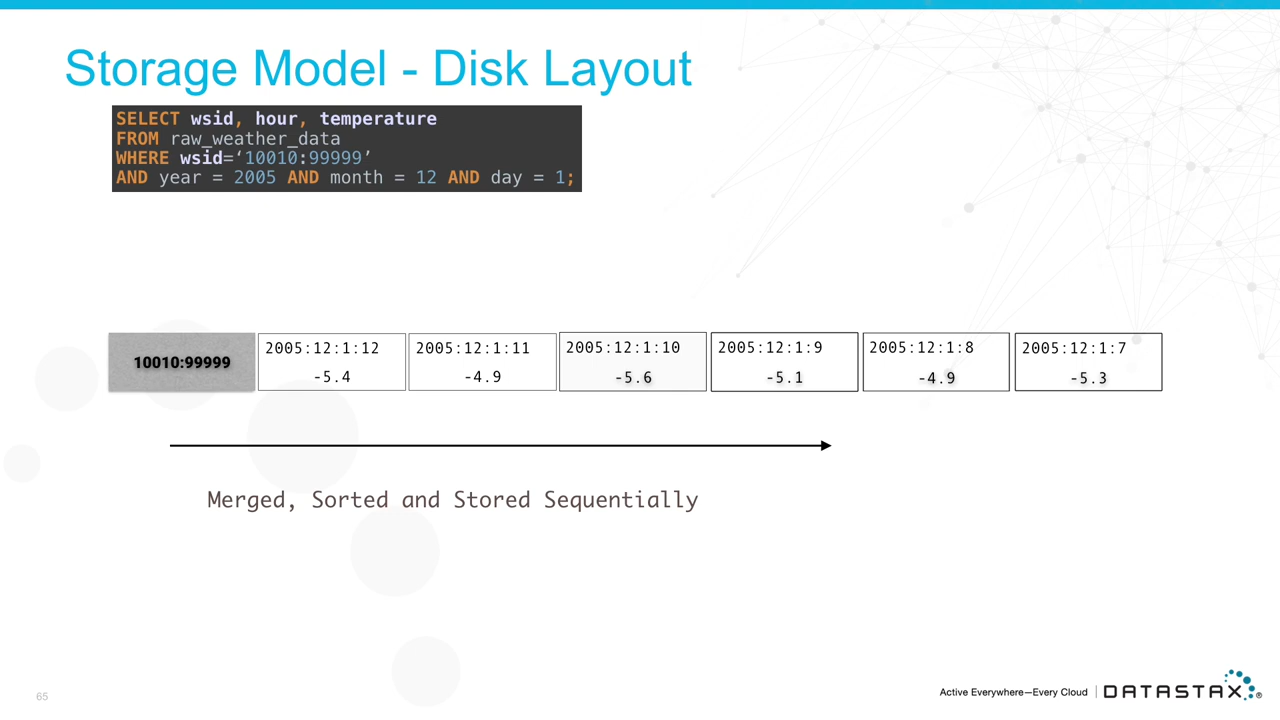 Storage Model - Disk Layout
SELECT wsid, hour, temperature
FROM raw_weather_data
WHERE wsid=‘10010:99999’
AND year = 2005 AND month = 12 AND day = 1;
10010:99999
2005:12:1:12
-5.4
2005:12:1:11
-4.9
2005:12:1:10
-5.6
2005:12:1:9
-5.1
2005:12:1:8
-4.9
2005:12:1:7
-5.3
Merged, Sorted and Stored Sequentially
65
Active Everywhere—Every Cloud | DATASTAX®